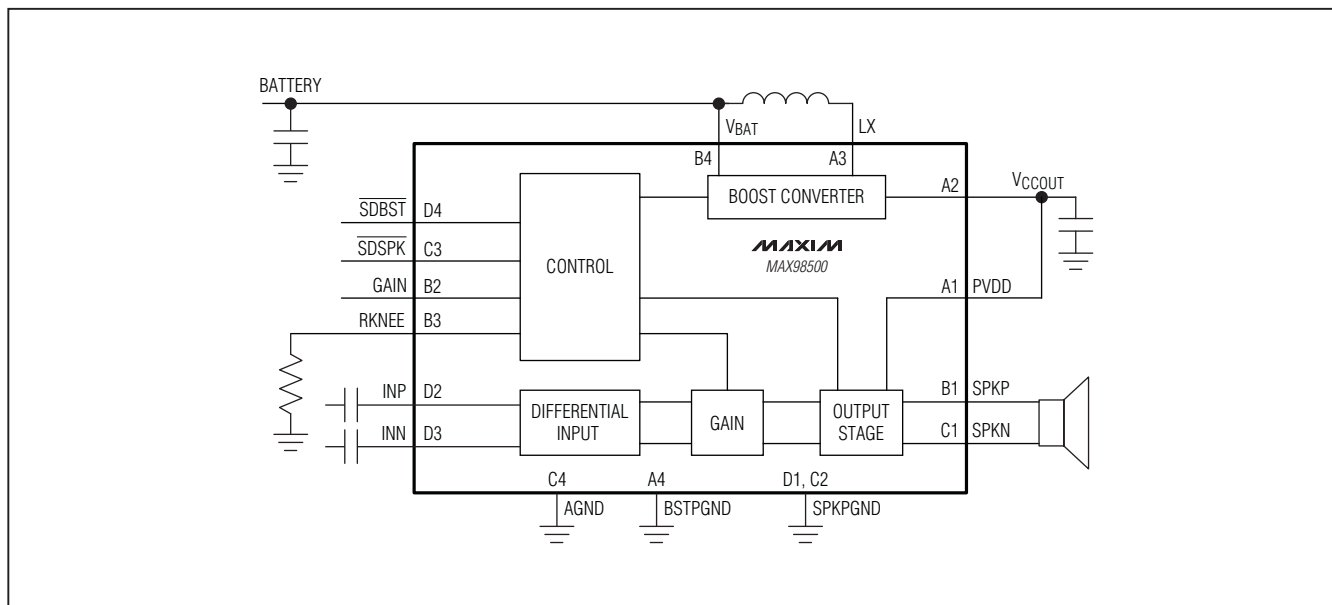 BATTERY
VBAT
LX
B4
A3
BOOST CONVERTER
A2
VCCOUT
SDBST
D4
SDSPK
C3
GAIN
B2
RKNEE
B3
CONTROL
MAXIM
MAX98500
A1
PVDD
INP
D2
INN
D3
DIFFERENTIAL
INPUT
GAIN
OUTPUT
STAGE
B1
SPKP
C1
SPKN
C4
AGND
A4
BSTPGND
D1, C2
SPKPGND